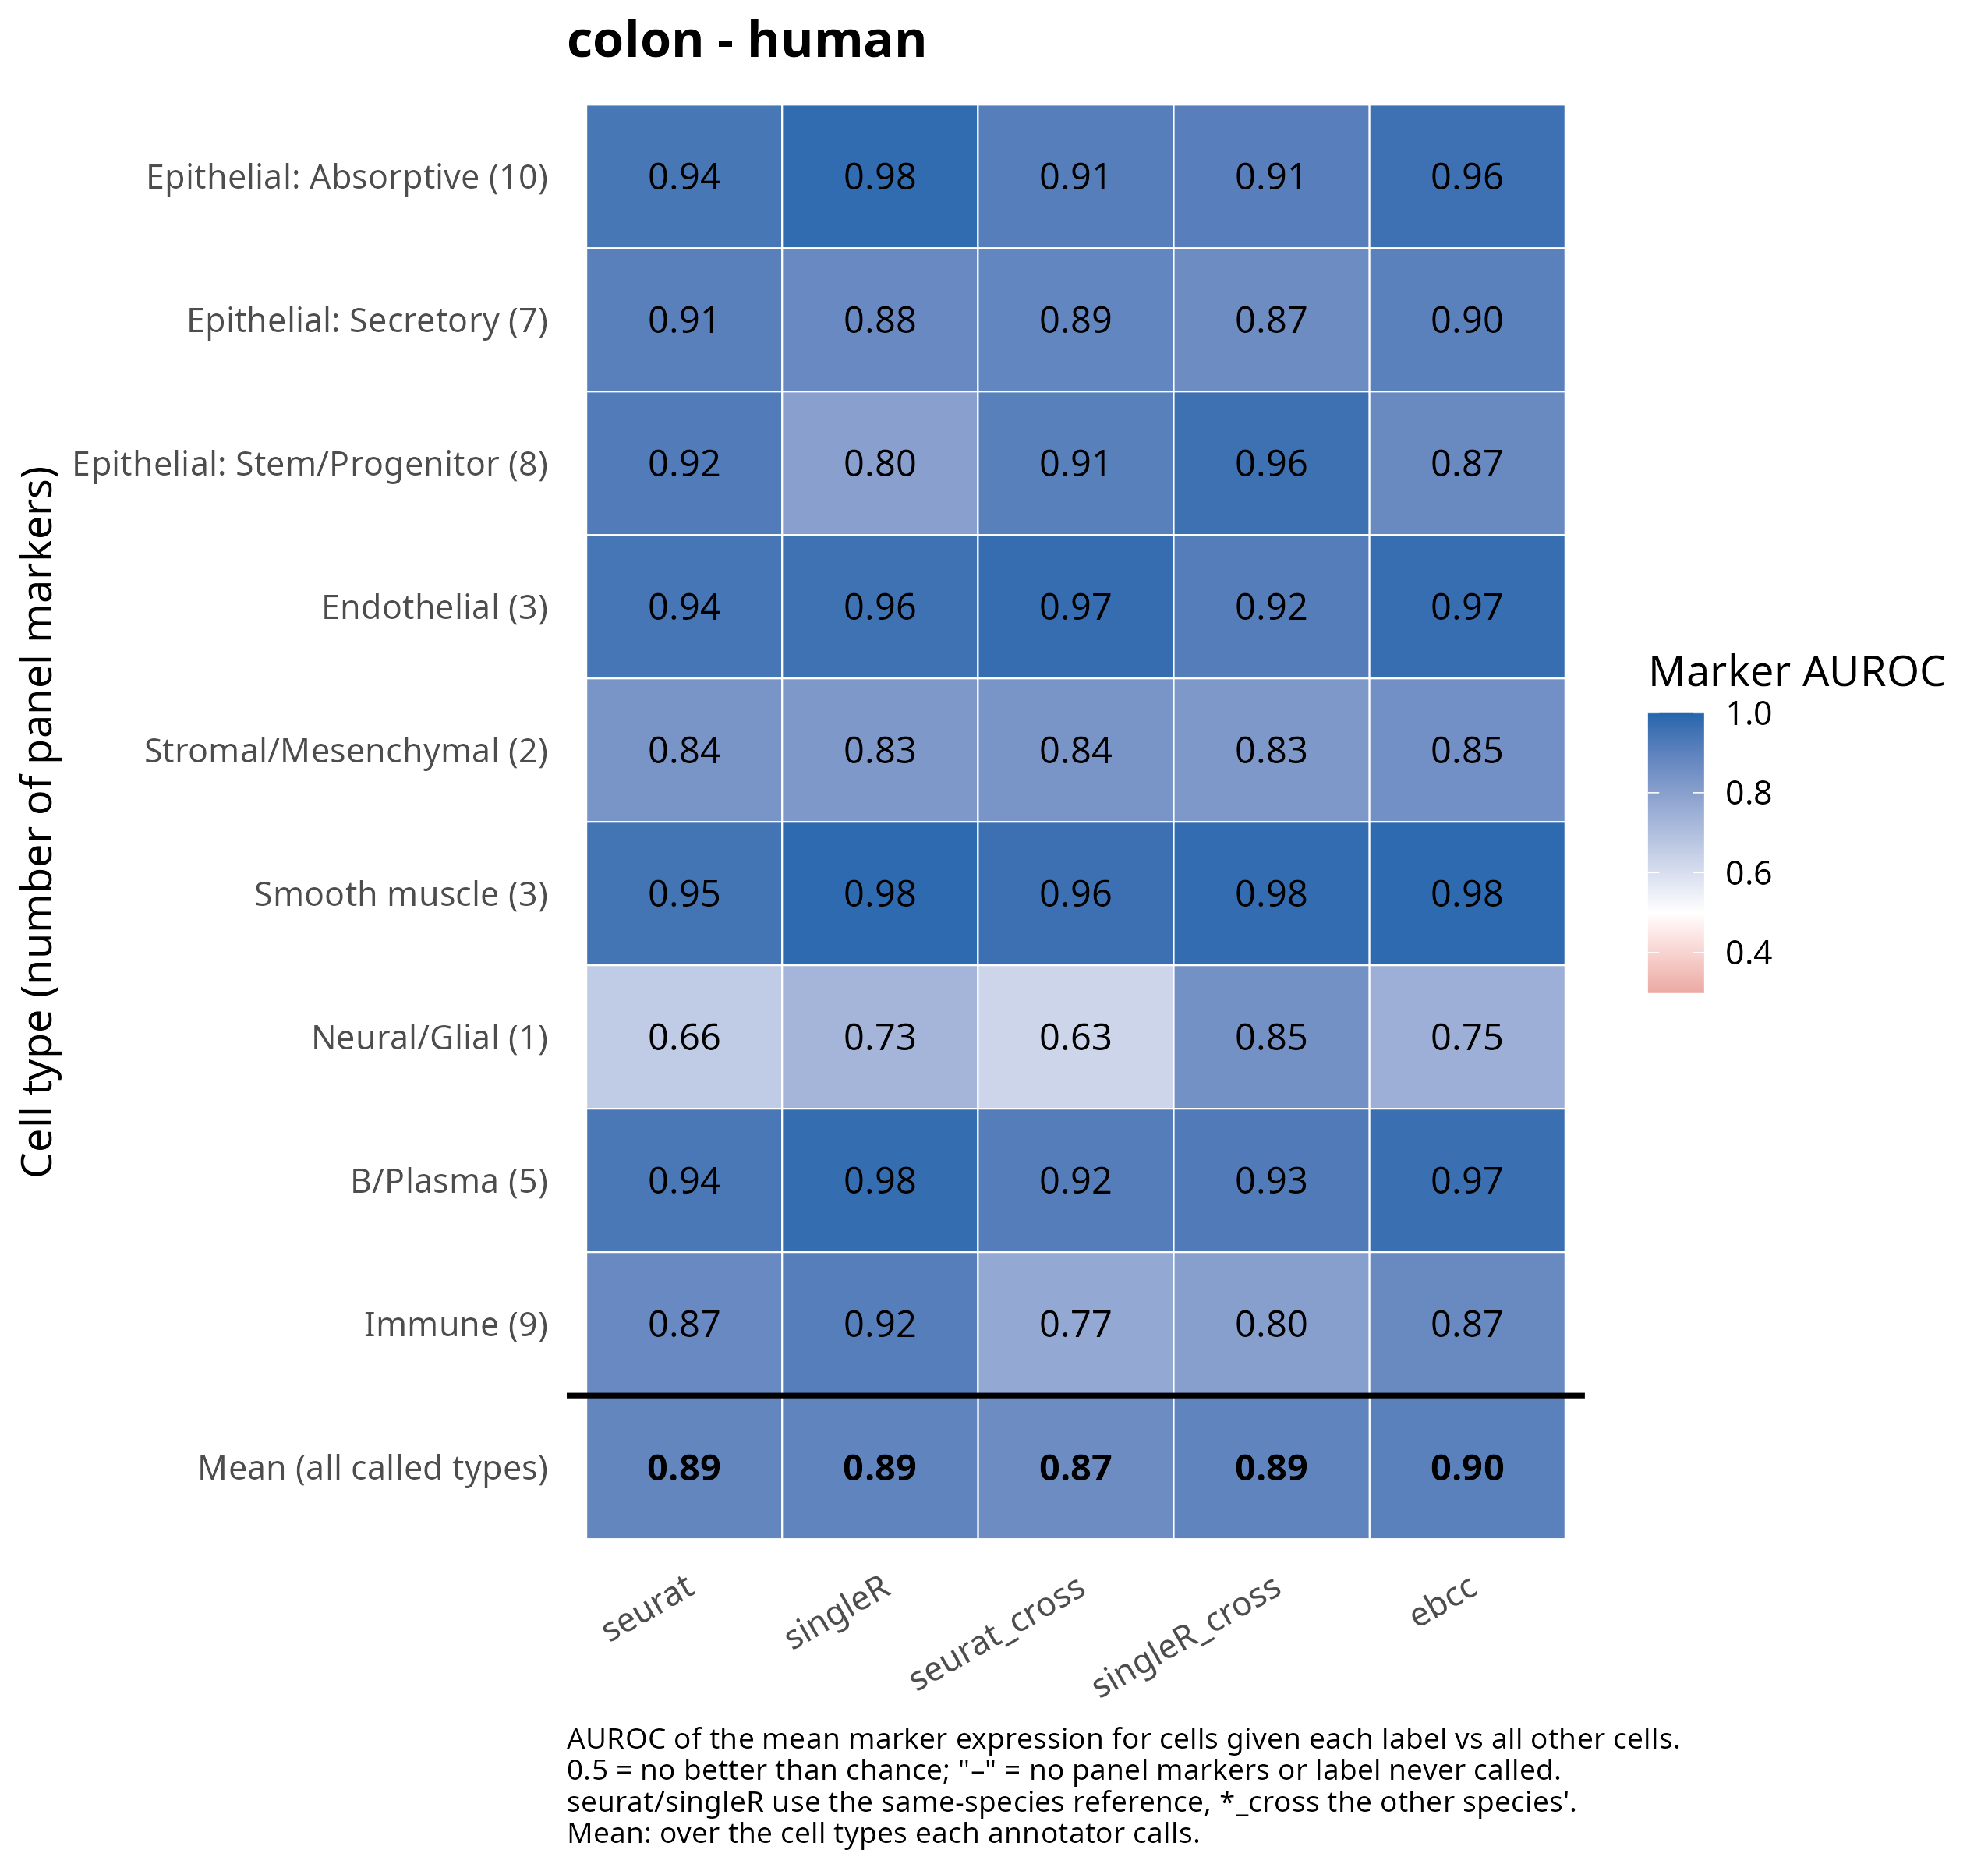 colon - human
Cell type (number of panel markers)
Epithelial: Absorptive (10) 0.94 0.98 0.91 0.91 0.96
Epithelial: Secretory (7) 0.91 0.88 0.89 0.87 0.90
Epithelial: Stem/Progenitor (8) 0.92 0.80 0.91 0.96 0.87
Endothelial (3) 0.94 0.96 0.97 0.92 0.97
Stromal/Mesenchymal (2) 0.84 0.83 0.84 0.83 0.85
Smooth muscle (3) 0.95 0.98 0.96 0.98 0.98
Neural/Glial (1) 0.66 0.73 0.63 0.85 0.75
B/Plasma (5) 0.94 0.98 0.92 0.93 0.97
Immune (9) 0.87 0.92 0.77 0.80 0.87
Mean (all called types) 0.89 0.89 0.87 0.89 0.90
seurat singleR seurat_cross singleR_cross ebcc
Marker AUROC
1.0
0.8
0.6
0.4
AUROC of the mean marker expression for cells given each label vs all other cells.
0.5 = no better than chance; "–" = no panel markers or label never called.
seurat/singleR use the same-species reference, *_cross the other species'.
Mean: over the cell types each annotator calls.